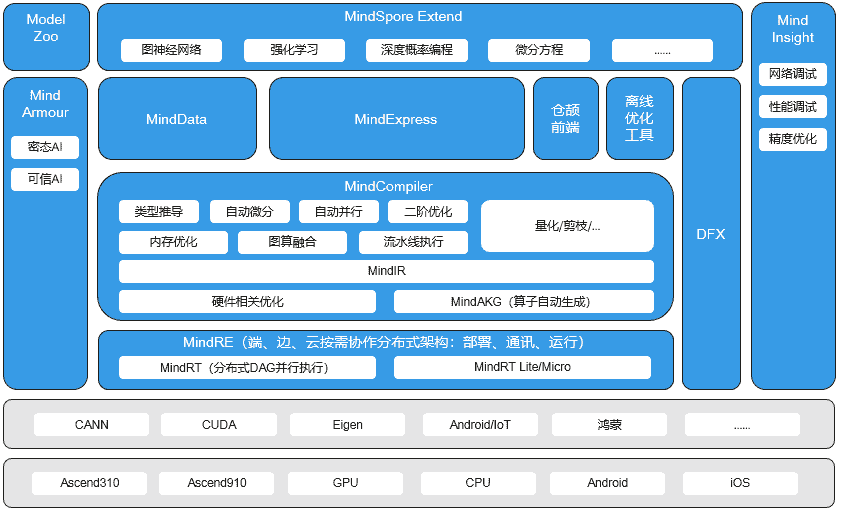 Model
Zoo
MindSpore Extend
图神经网络
强化学习
深度概率编程
微分方程
......
Mind
Insight
网络调试
性能调试
精度优化
Mind
Armour
密态AI
可信AI
MindData
MindExpress
仓颉
前端
离线
优化
工具
DFX
MindCompiler
类型推导
自动微分
自动并行
二阶优化
量化/剪枝/...
内存优化
图算融合
流水线执行
MindIR
硬件相关优化
MindAKG（算子自动生成）
MindRE（端、边、云按需协作分布式架构：部署、通讯、运行）
MindRT（分布式DAG并行执行）
MindRT Lite/Micro
CANN
CUDA
Eigen
Android/IoT
鸿蒙
......
Ascend310
Ascend910
GPU
CPU
Android
iOS